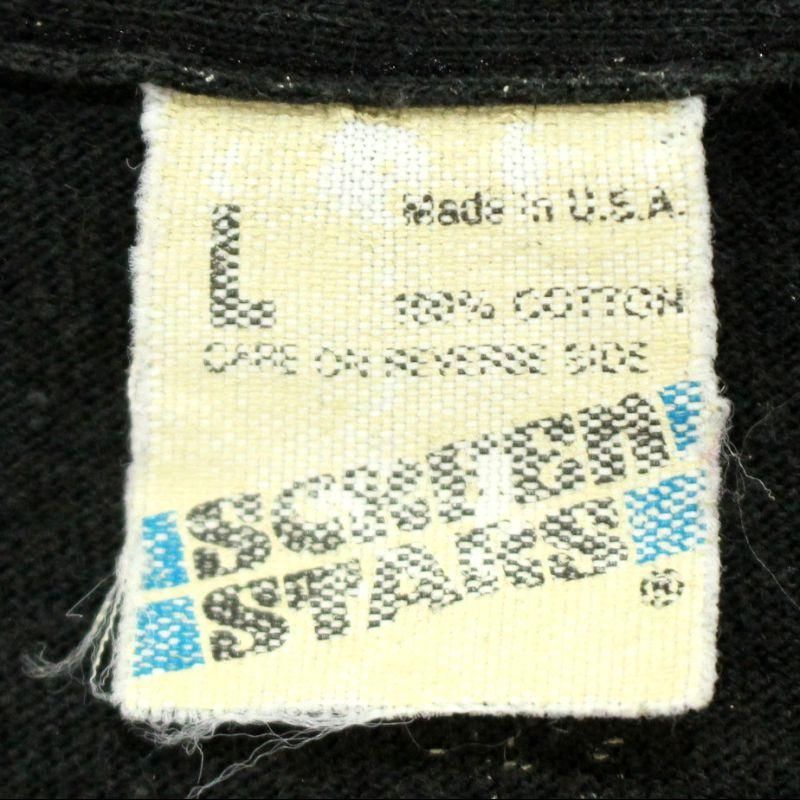 Made in U.S.A.
L
100% COTTON
CARE ON REVERSE SIDE
SCREEN
STARS®